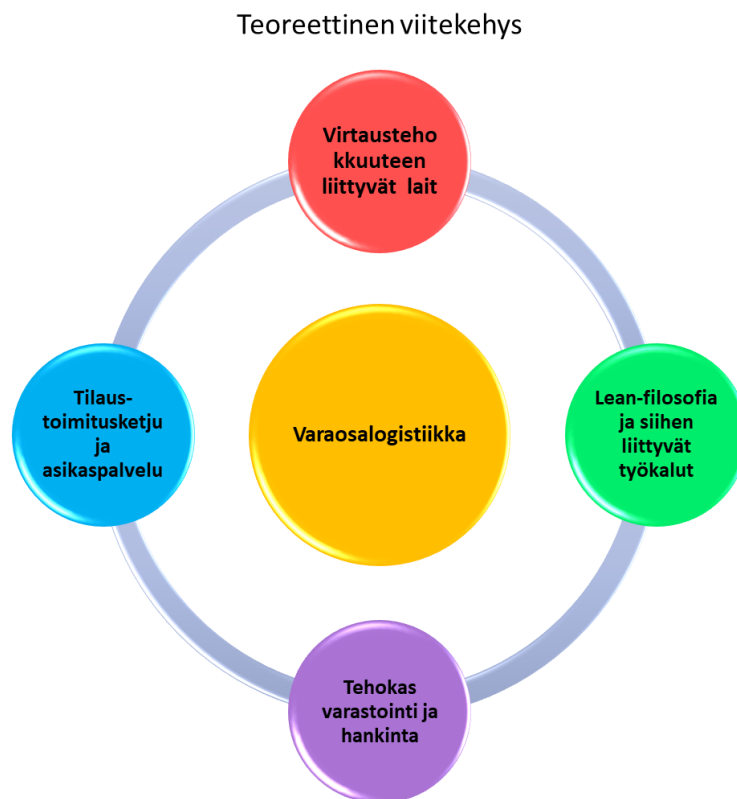 Teoreettinen viitekehys
Virtausteho
kkuuteen
liittyvät lait
Tilaus-
toimitusketju
ja
asikaspalvelu
Varaosalogistiikka
Lean-filosofia
ja siihen
liittyvät
työkalut
Tehokas
varastointi ja
hankinta